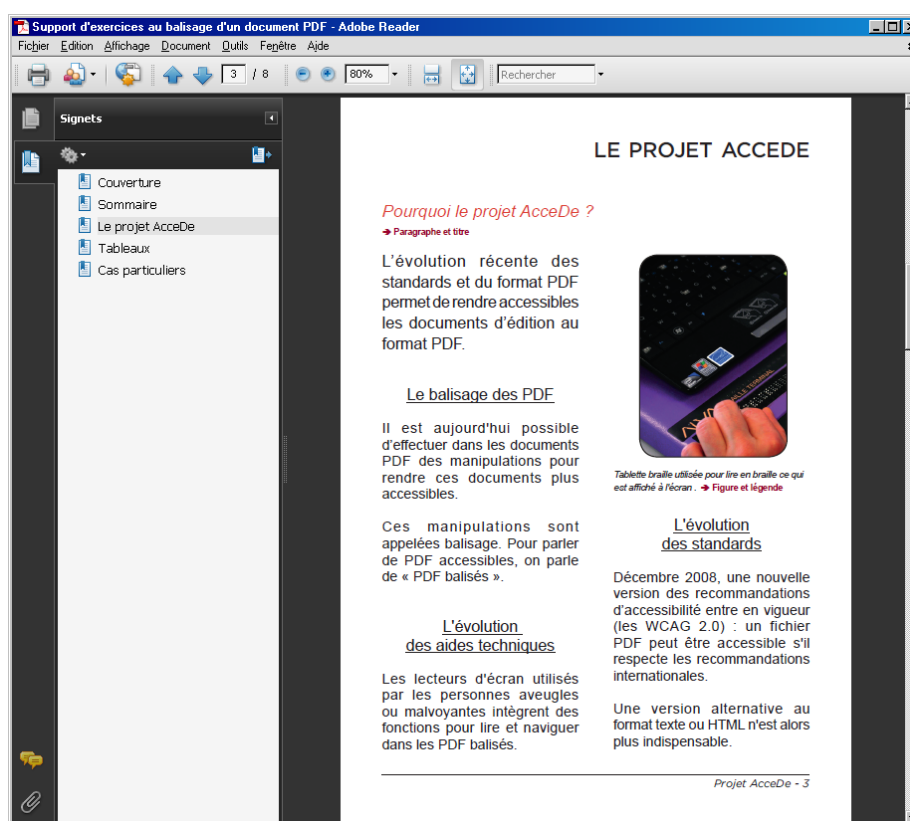 Support d'exercices au balisage d'un document PDF - Adobe Reader
Fichier Edition Affichage Document Outils Fenêtre Aide
3 / 8 80% Rechercher
Signets
Couverture
Sommaire
Le projet AcceDe
Tableaux
Cas particuliers
LE PROJET ACCEDE
Pourquoi le projet AcceDe ?
➔ Paragraphe et titre
L'évolution récente des
standards et du format PDF
permet de rendre accessibles
les documents d'édition au
format PDF.
Le balisage des PDF
Il est aujourd'hui possible
d'effectuer dans les documents
PDF des manipulations pour
rendre ces documents plus
accessibles.
Ces manipulations sont
appelées balisage. Pour parler
de PDF accessibles, on parle
de « PDF balisés ».
L'évolution
des aides techniques
Les lecteurs d'écran utilisés
par les personnes aveugles
ou malvoyantes intègrent des
fonctions pour lire et naviguer
dans les PDF balisés.
Tablette braille utilisée pour lire en braille ce qui
est affiché à l'écran . ➔ Figure et légende
L'évolution
des standards
Décembre 2008, une nouvelle
version des recommandations
d'accessibilité entre en vigueur
(les WCAG 2.0) : un fichier
PDF peut être accessible s'il
respecte les recommandations
internationales.
Une version alternative au
format texte ou HTML n'est alors
plus indispensable.
Projet AcceDe - 3